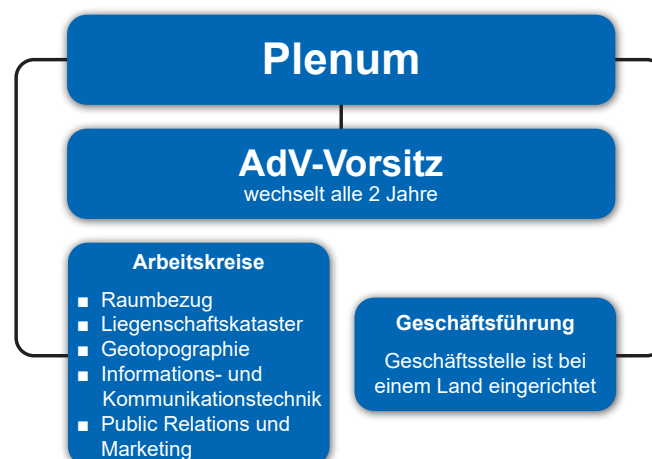 Plenum
AdV-Vorsitz
wechselt alle 2 Jahre
Arbeitskreise
■ Raumbezug
■ Liegenschaftskataster
■ Geotopographie
■ Informations- und
Kommunikationstechnik
■ Public Relations und
Marketing
Geschäftsführung
Geschäftsstelle ist bei
einem Land eingerichtet